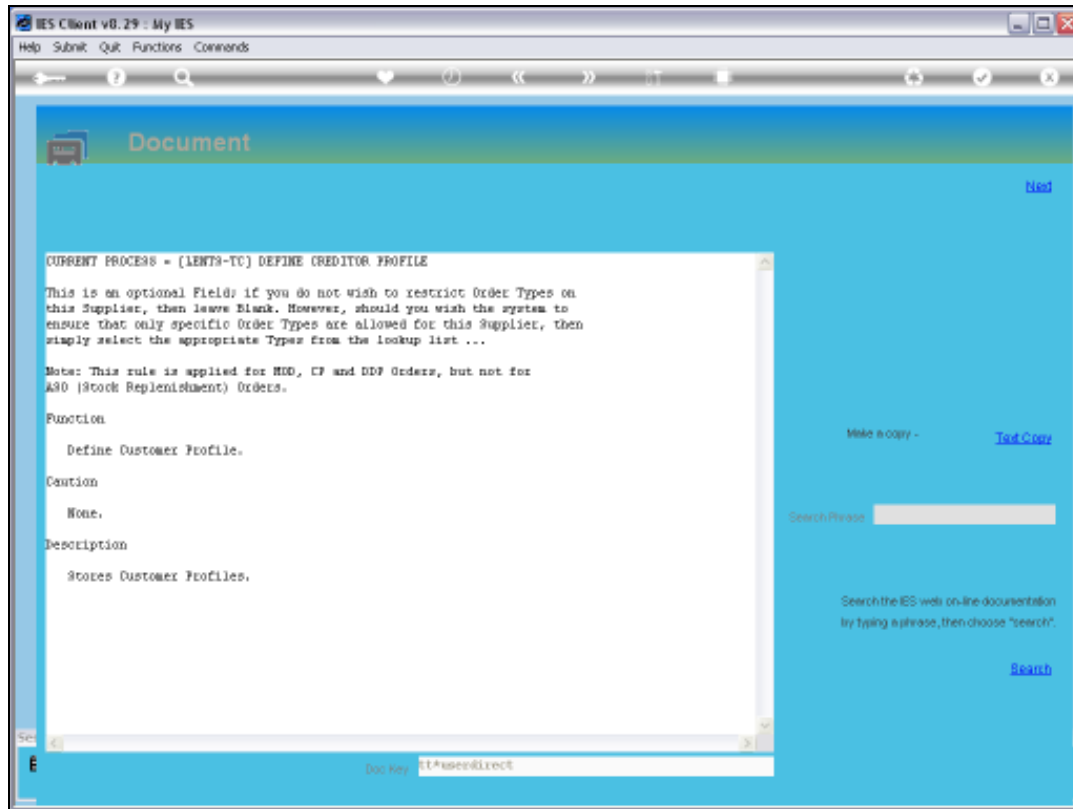 IES Client v8.29 : My IES
Help Submit Quit Functions Commands
Document
Next
CURRENT PROCESS = [1ENT9-TC] DEFINE CREDITOR PROFILE
This is an optional Field; if you do not wish to restrict Order Types on
this Supplier, then leave Blank. However, should you wish the system to
ensure that only specific Order Types are allowed for this Supplier, then
simply select the appropriate Types from the lookup list ...
Note: This rule is applied for MOD, CP and DDP Orders, but not for
ASO (Stock Replenishment) Orders.
Function
Define Customer Profile.
Caution
None.
Description
Stores Customer Profiles.
Make a copy -
Text Copy
Search Phrase
Search the IES web on-line documentation
by typing a phrase, then choose "search".
Search
Doc Key
tt*userdirect